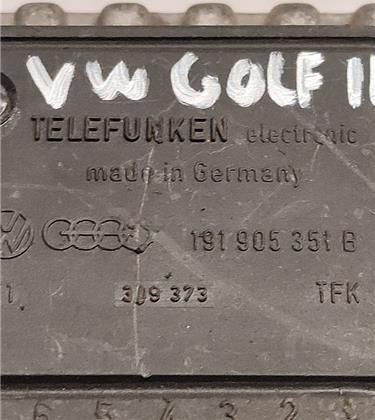 VW GOLF II
TELEFUNKEN electronic
made in Germany
191 905 351 B
1 309 373 TFK
6 5 4 3 2